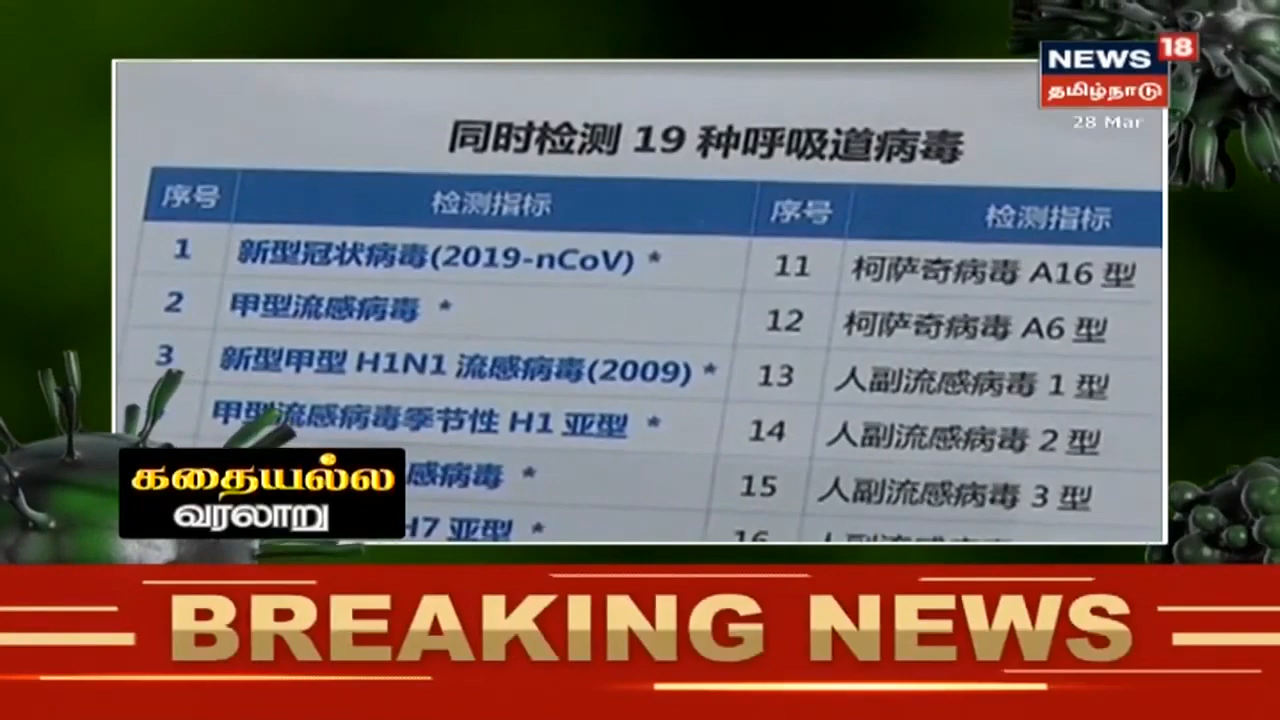 NEWS 18
தமிழ்நாடு
28 Mar
同时检测 19 种呼吸道病毒
序号 检测指标 序号 检测指标
1 新型冠状病毒(2019-nCoV) * 11 柯萨奇病毒 A16 型
2 甲型流感病毒 * 12 柯萨奇病毒 A6 型
3 新型甲型 H1N1 流感病毒(2009) * 13 人副流感病毒 1 型
甲型流感病毒季节性 H1 亚型 * 14 人副流感病毒 2 型
感病毒 * 15 人副流感病毒 3 型
H7 亚型 * 16
கதையல்ல
வரலாறு
BREAKING NEWS